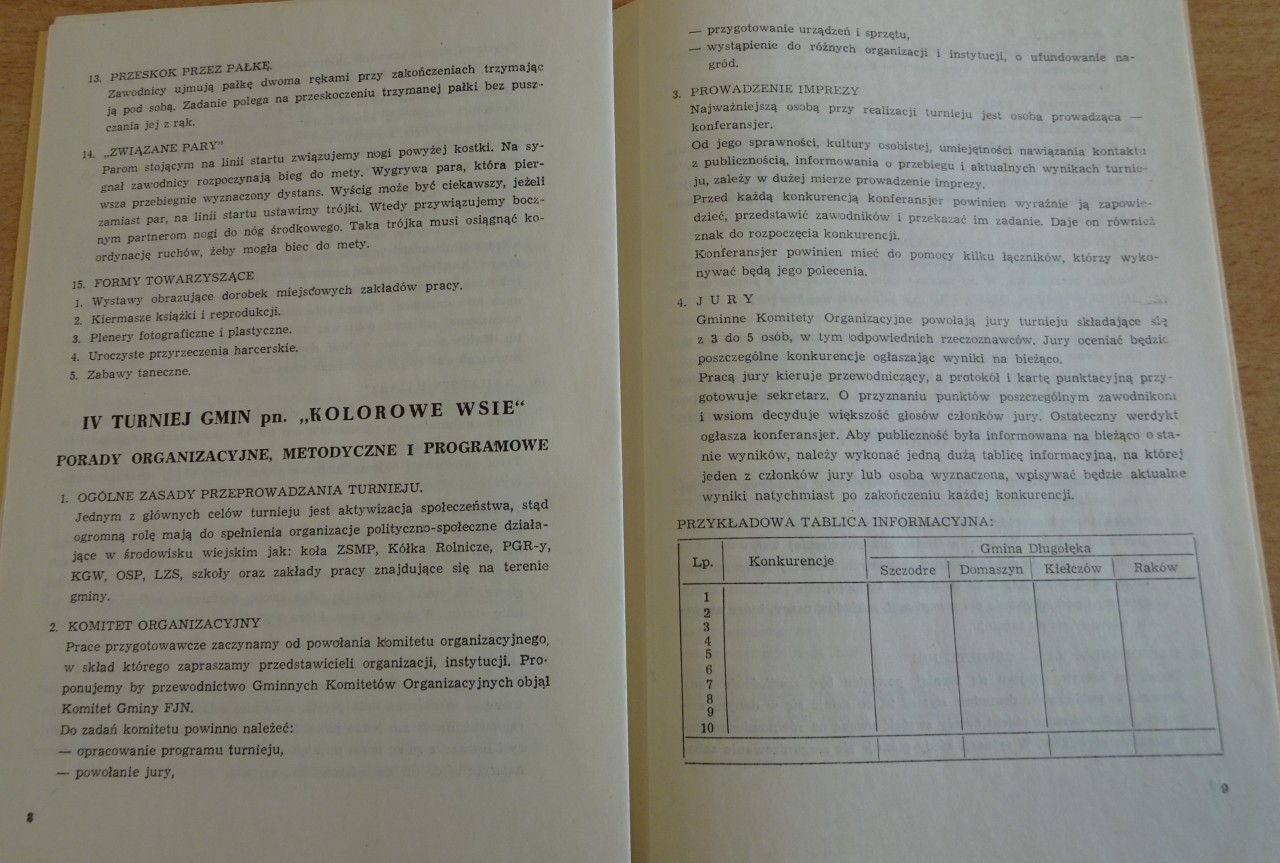 13. PRZESKOK PRZEZ PAŁKĘ.
Zawodnicy ujmują pałkę dwoma rękami przy zakończeniach trzymając
ją pod sobą. Zadanie polega na przeskoczeniu trzymanej pałki bez pusz-
czania jej z rąk.
14. „ZWIĄZANE PARY"
Parom stojącym na linii startu związujemy nogi powyżej kostki. Na sy-
gnał zawodnicy rozpoczynają bieg do mety. Wygrywa para, która pier-
wsza przebiegnie wyznaczony dystans. Wyścig może być ciekawszy, jeżeli
zamiast par, na linii startu ustawimy trójki. Wtedy przywiązujemy bocz-
nym partnerom nogi do nóg środkowego. Taka trójka musi osiągnąć ko-
ordynację ruchów, żeby mogła biec do mety.
15. FORMY TOWARZYSZĄCE
1. Wystawy obrazujące dorobek miejscowych zakładów pracy.
2. Kiermasze książki i reprodukcji.
3. Plenery fotograficzne i plastyczne.
4. Uroczyste przyrzeczenia harcerskie.
5. Zabawy taneczne.
IV TURNIEJ GMIN pn. „KOLOROWE WSIE"
PORADY ORGANIZACYJNE, METODYCZNE I PROGRAMOWE
1. OGÓLNE ZASADY PRZEPROWADZANIA TURNIEJU.
Jednym z głównych celów turnieju jest aktywizacja społeczeństwa, stąd
ogromną rolę mają do spełnienia organizacje polityczno-społeczne działa-
jące w środowisku wiejskim jak: koła ZSMP, Kółka Rolnicze, PGR-y,
KGW, OSP, LZS, szkoły oraz zakłady pracy znajdujące się na terenie
gminy.
2. KOMITET ORGANIZACYJNY
Prace przygotowawcze zaczynamy od powołania komitetu organizacyjnego,
w skład którego zapraszamy przedstawicieli organizacji, instytucji. Pro-
ponujemy by przewodnictwo Gminnych Komitetów Organizacyjnych objął
Komitet Gminy FJN.
Do zadań komitetu powinno należeć:
— opracowanie programu turnieju,
— powołanie jury,
8
— przygotowanie urządzeń i sprzętu,
— wystąpienie do różnych organizacji i instytucji, o ufundowanie na-
gród.
3. PROWADZENIE IMPREZY
Najważniejszą osobą przy realizacji turnieju jest osoba prowadząca —
konferansjer.
Od jego sprawności, kultury osobistej, umiejętności nawiązania kontaktu
z publicznością, informowania o przebiegu i aktualnych wynikach turnie-
ju, zależy w dużej mierze prowadzenie imprezy.
Przed każdą konkurencją konferansjer powinien wyraźnie ją zapowie-
dzieć, przedstawić zawodników i przekazać im zadanie. Daje on również
znak do rozpoczęcia konkurencji.
Konferansjer powinien mieć do pomocy kilku łączników, którzy wyko-
nywać będą jego polecenia.
4. J U R Y
Gminne Komitety Organizacyjne powołają jury turnieju składające się
z 3 do 5 osób, w tym odpowiednich rzeczoznawców. Jury oceniać będzie
poszczególne konkurencje ogłaszając wyniki na bieżąco.
Pracą jury kieruje przewodniczący, a protokół i kartę punktacyjną przy-
gotowuje sekretarz. O przyznaniu punktów poszczególnym zawodnikom
i wsiom decyduje większość głosów członków jury. Ostateczny werdykt
ogłasza konferansjer. Aby publiczność była informowana na bieżąco o sta-
nie wyników, należy wykonać jedną dużą tablicę informacyjną, na której
jeden z członków jury lub osoba wyznaczona, wpisywać będzie aktualne
wyniki natychmiast po zakończeniu każdej konkurencji.
PRZYKŁADOWA TABLICA INFORMACYJNA:
Lp. Konkurencje Gmina Długołęka
Szczodre Domaszyn Kiełczów Raków
1
2
3
4
5
6
7
8
9
10
9